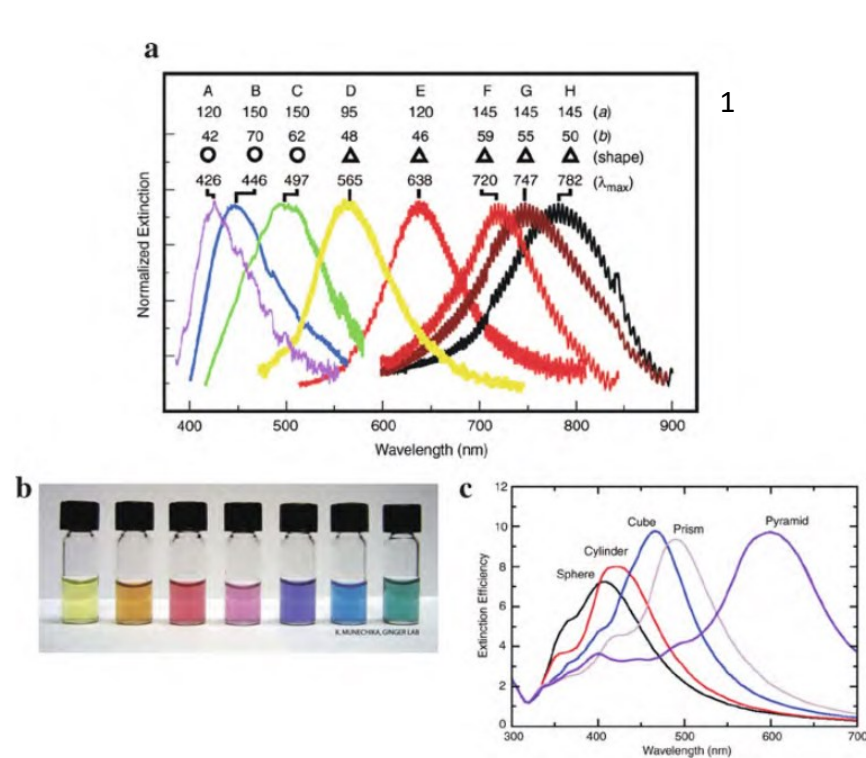 a
1
A B C D E F G H
120 150 150 95 120 145 145 145 (a)
42 70 62 48 46 59 55 50 (b)
(shape)
426 446 497 565 638 720 747 782 (λmax)
Normalized Extinction
400 500 600 700 800 900
Wavelength (nm)
b
K. MUNECHIKA, GINGER LAB
c
12
10
8
6
4
2
0
Extinction Efficiency
Sphere
Cylinder
Cube
Prism
Pyramid
300 400 500 600 700
Wavelength (nm)